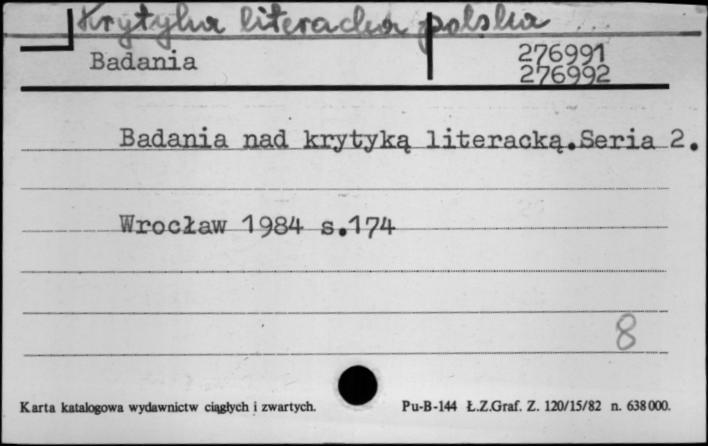 Krytyka literacka polska
Badania
276991
276992
Badania nad krytyką literacką.Seria 2.
Wrocław 1984 s.174
8
Karta katalogowa wydawnictw ciągłych i zwartych.
Pu-B-144 Ł.Z.Graf. Z. 120/15/82 n. 638000.